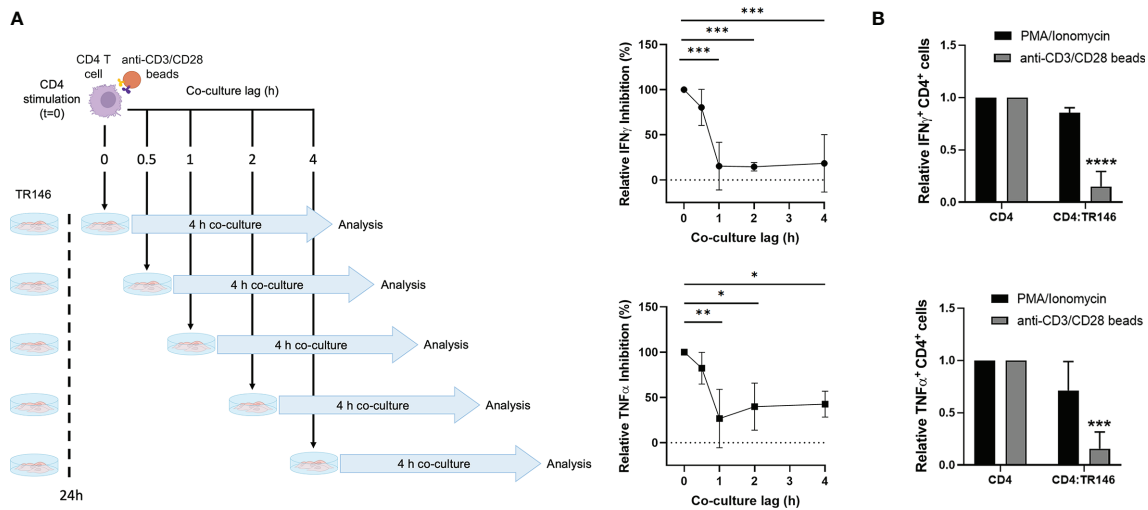 A
CD4 T
cell
anti-CD3/CD28
beads
CD4
stimulation
(t=0)
Co-culture lag (h)
0
0.5
1
2
4
TR146
4 h co-culture
Analysis
4 h co-culture
Analysis
4 h co-culture
Analysis
4 h co-culture
Analysis
4 h co-culture
Analysis
24h
Relative IFNγ Inhibition (%)
150
100
50
0
***
***
***
0 1 2 3 4
Co-culture lag (h)
Relative TNFα Inhibition (%)
150
100
50
0
*
*
**
0 1 2 3 4
Co-culture lag (h)
B
PMA/Ionomycin
anti-CD3/CD28 beads
Relative IFNγ+ CD4+ cells
1.5
1.0
0.5
0.0
****
CD4 CD4:TR146
PMA/Ionomycin
anti-CD3/CD28 beads
Relative TNFα+ CD4+ cells
1.5
1.0
0.5
0.0
***
CD4 CD4:TR146